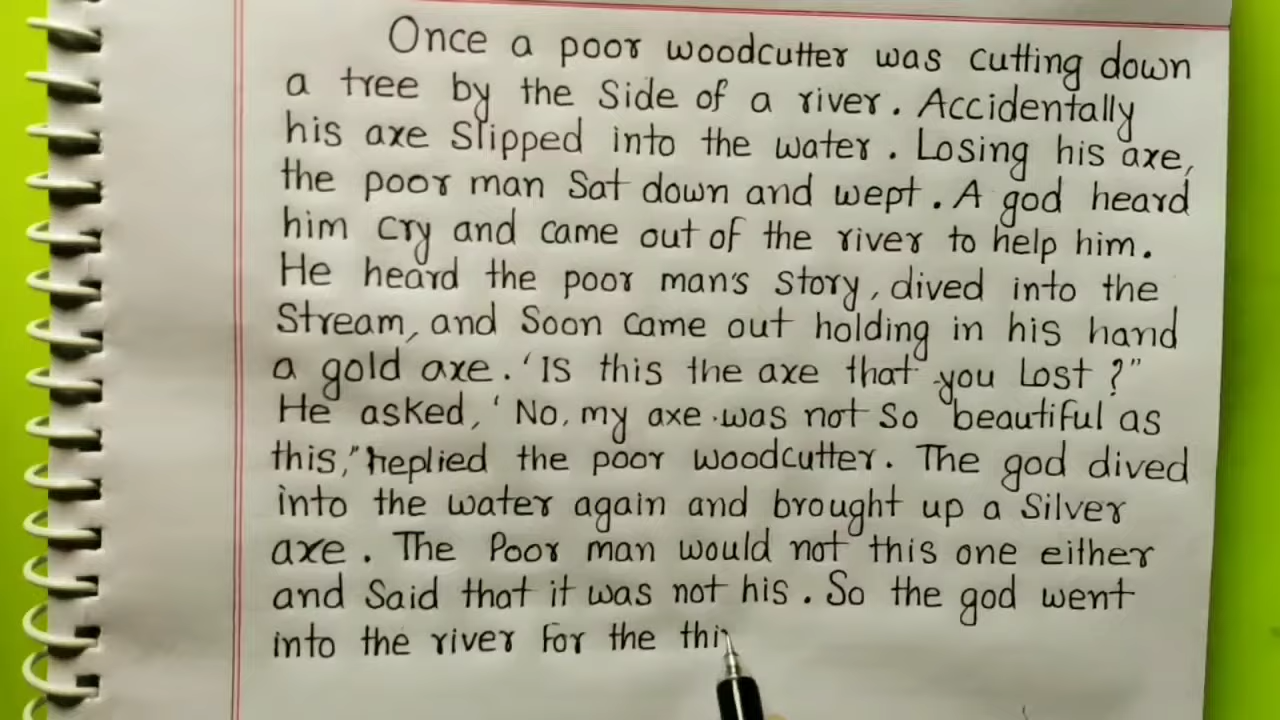 Once a poor woodcutter was cutting down
a tree by the Side of a river. Accidentally
his axe Slipped into the water. Losing his axe,
the poor man Sat down and wept. A god heard
him cry and came out of the river to help him.
He heard the poor man's Story, dived into the
Stream, and Soon came out holding in his hand
a gold axe. 'IS this the axe that you Lost?"
He asked, 'No, my axe was not So beautiful as
this," heplied the poor woodcutter. The god dived
into the water again and brought up a Silver
axe. The Poor man would not this one either
and Said that it was not his. So the god went
into the river For the thi